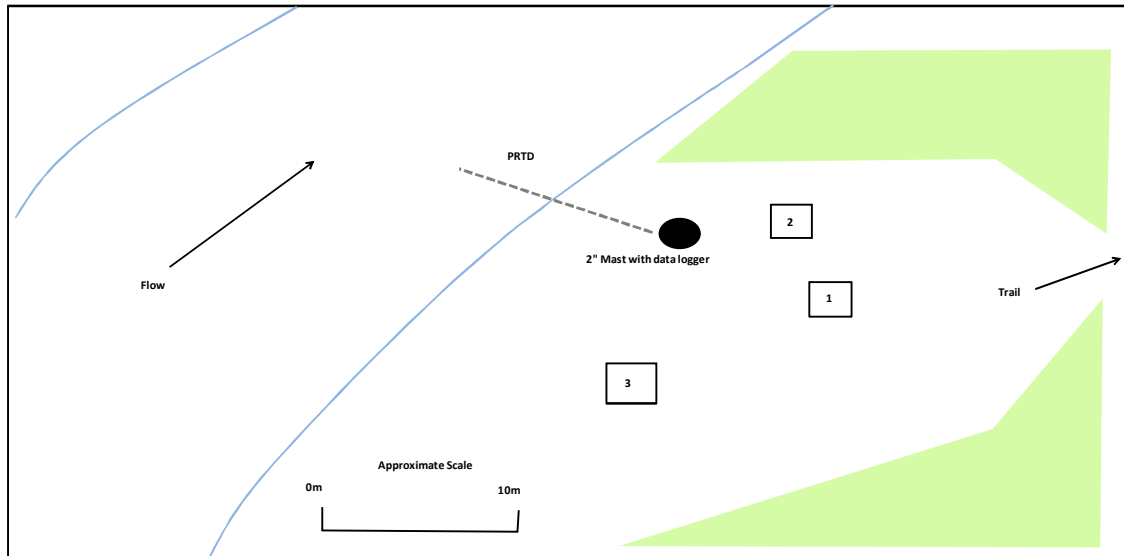 PRTD
2
2" Mast with data logger
Flow
1
Trail
3
Approximate Scale
0m
10m